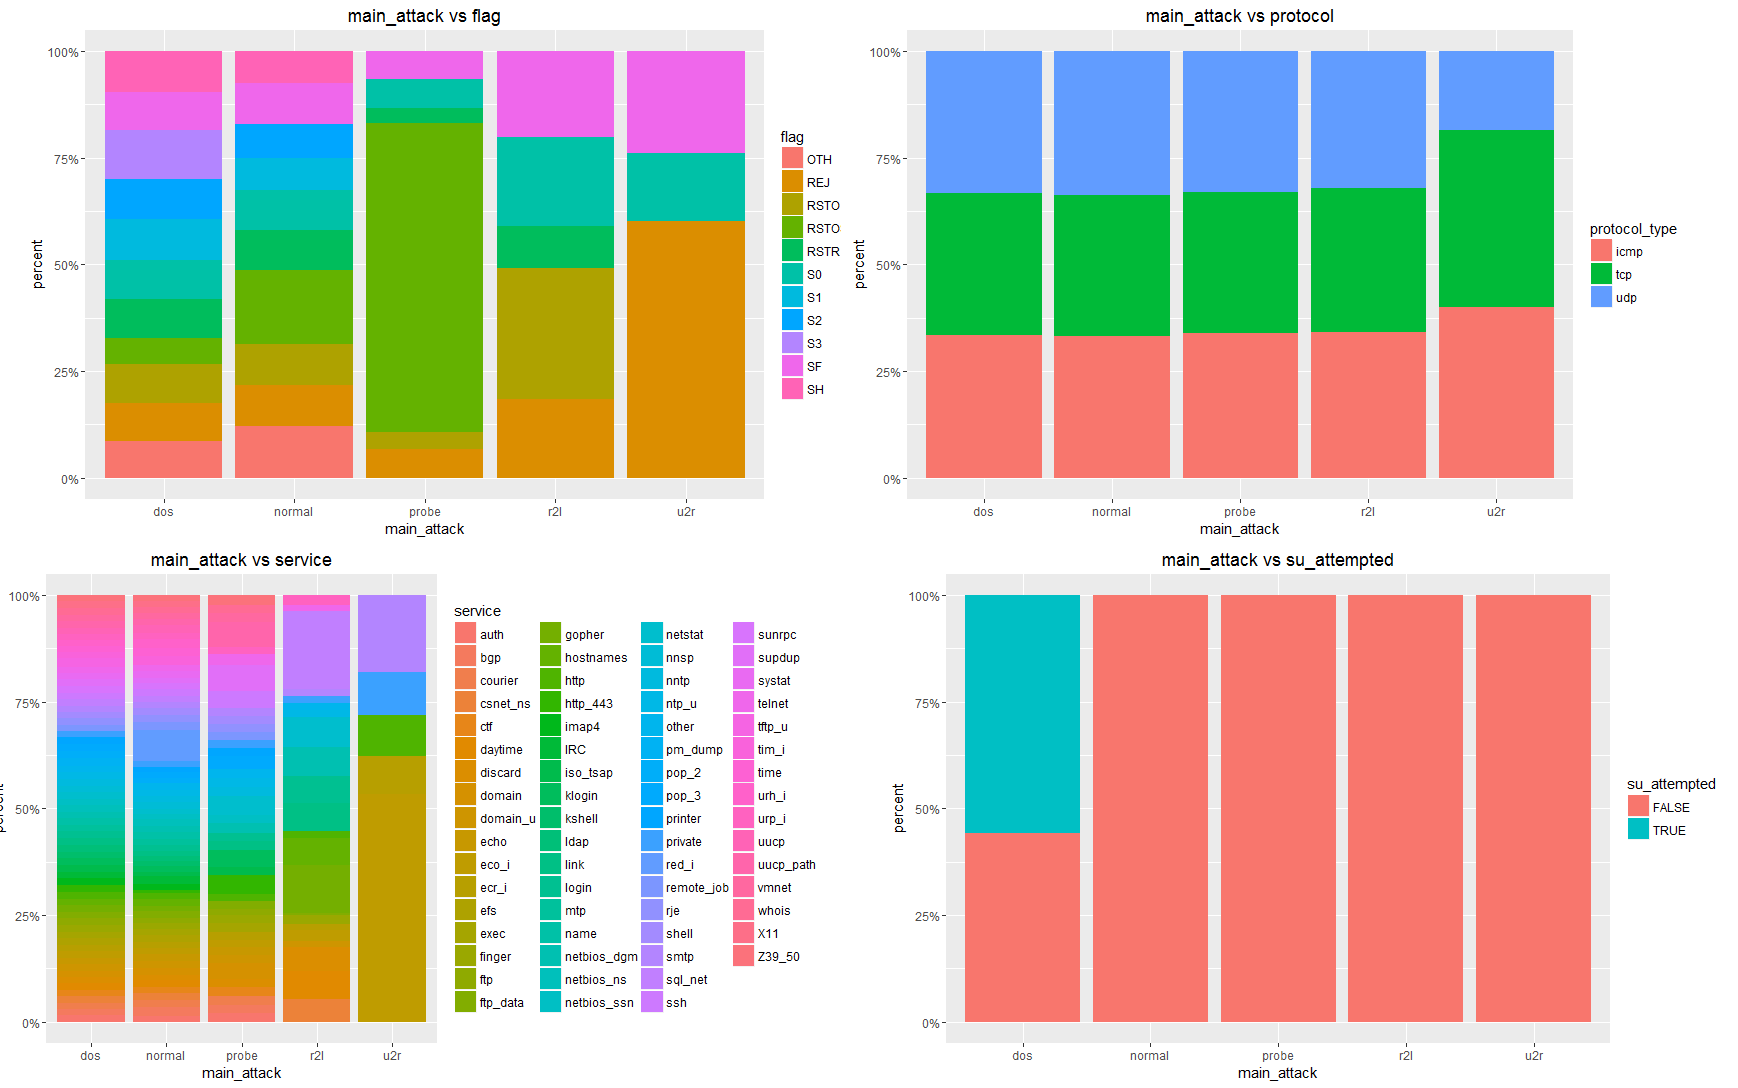 main_attack vs flag
100%
75%
50%
25%
0%
percent
dos normal probe r2l u2r
main_attack
flag
OTH
REJ
RSTO
RSTO
RSTR
S0
S1
S2
S3
SF
SH
main_attack vs protocol
100%
75%
50%
25%
0%
percent
dos normal probe r2l u2r
main_attack
protocol_type
icmp
tcp
udp
main_attack vs service
100%
75%
50%
25%
0%
percent
dos normal probe r2l u2r
main_attack
service
auth gopher netstat sunrpc
bgp hostnames nnsp supdup
courier http nntp systat
csnet_ns http_443 ntp_u telnet
ctf imap4 other tftp_u
daytime IRC pm_dump tim_i
discard iso_tsap pop_2 time
domain klogin pop_3 urh_i
domain_u kshell printer urp_i
echo ldap private uucp
eco_i link red_i uucp_path
ecr_i login remote_job vmnet
efs mtp rje whois
exec name shell X11
finger netbios_dgm smtp Z39_50
ftp netbios_ns sql_net
ftp_data netbios_ssn ssh
main_attack vs su_attempted
100%
75%
50%
25%
0%
percent
dos normal probe r2l u2r
main_attack
su_attempted
FALSE
TRUE